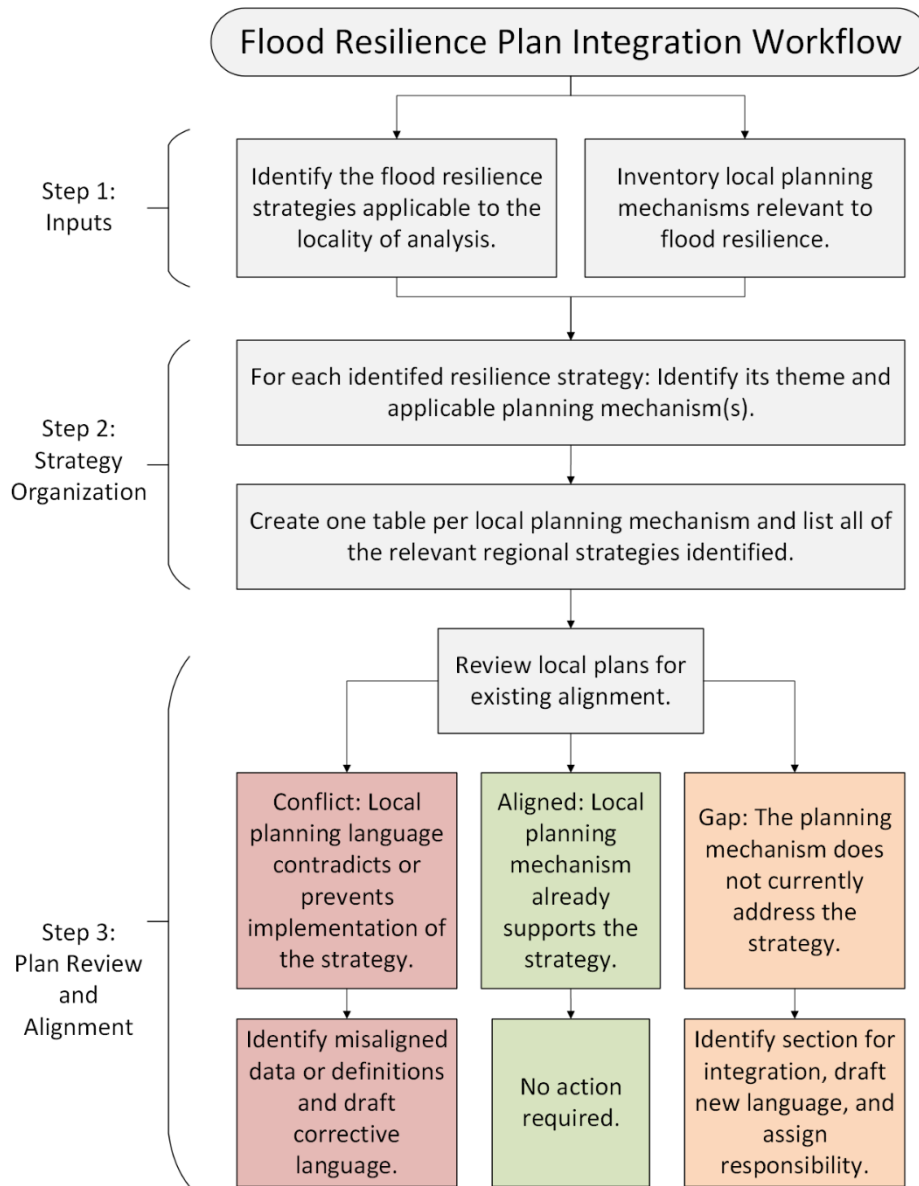 Flood Resilience Plan Integration Workflow
Step 1:
Inputs
Identify the flood resilience
strategies applicable to the
locality of analysis.
Inventory local planning
mechanisms relevant to
flood resilience.
Step 2:
Strategy
Organization
For each identifed resilience strategy: Identify its theme and
applicable planning mechanism(s).
Create one table per local planning mechanism and list all of
the relevant regional strategies identified.
Step 3:
Plan Review
and
Alignment
Review local plans for
existing alignment.
Conflict: Local
planning language
contradicts or
prevents
implementation of
the strategy.
Aligned: Local
planning
mechanism
already
supports the
strategy.
Gap: The planning
mechanism does
not currently
address the
strategy.
Identify misaligned
data or definitions
and draft
corrective
language.
No action
required.
Identify section for
integration, draft
new language, and
assign
responsibility.